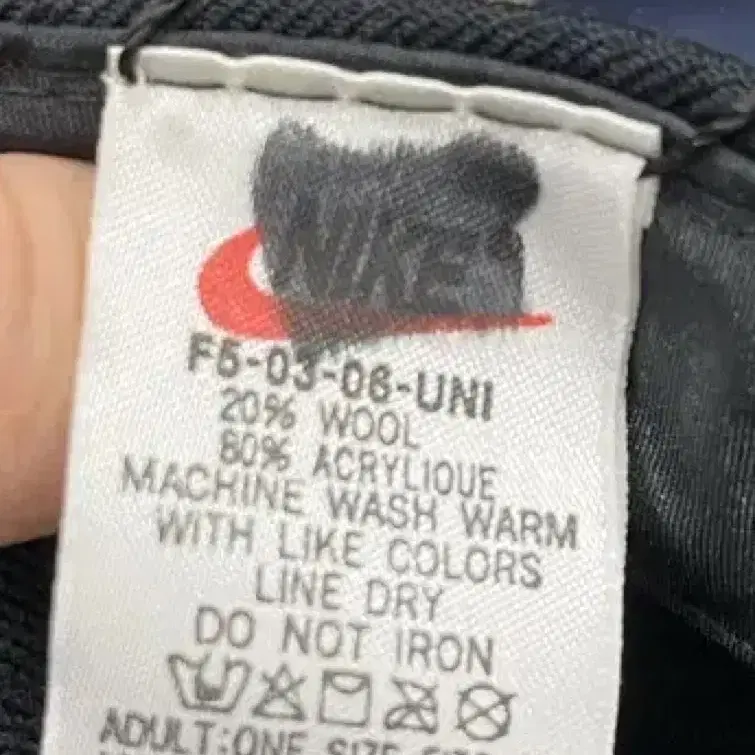 NIKE
F5-03-06-UNI
20% WOOL
80% ACRYLIQUE
MACHINE WASH WARM
WITH LIKE COLORS
LINE DRY
DO NOT IRON
ADULT:ONE SIZE